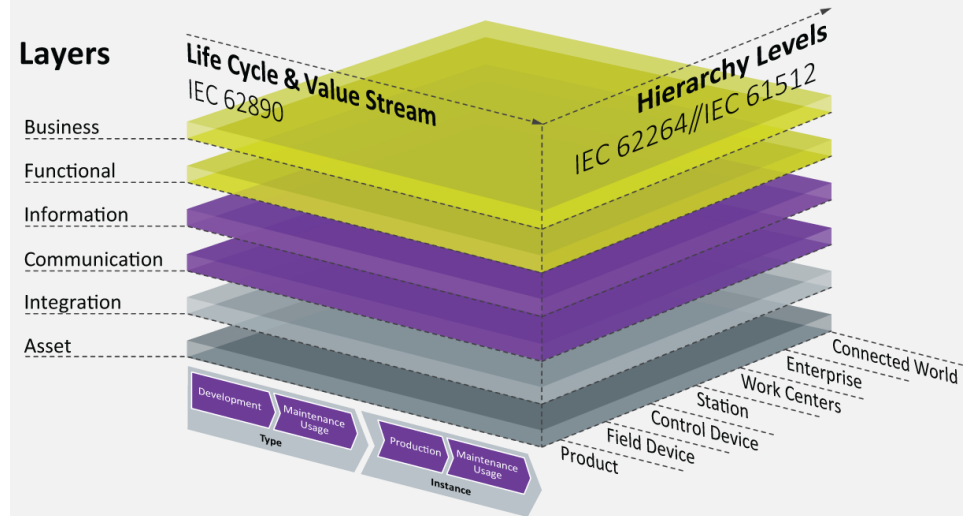 Layers
Life Cycle & Value Stream
IEC 62890
Hierarchy Levels
IEC 62264//IEC 61512
Business
Functional
Information
Communication
Integration
Asset
Development
Maintenance
Usage
Type
Production
Maintenance
Usage
Instance
Product
Field Device
Control Device
Station
Work Centers
Enterprise
Connected World